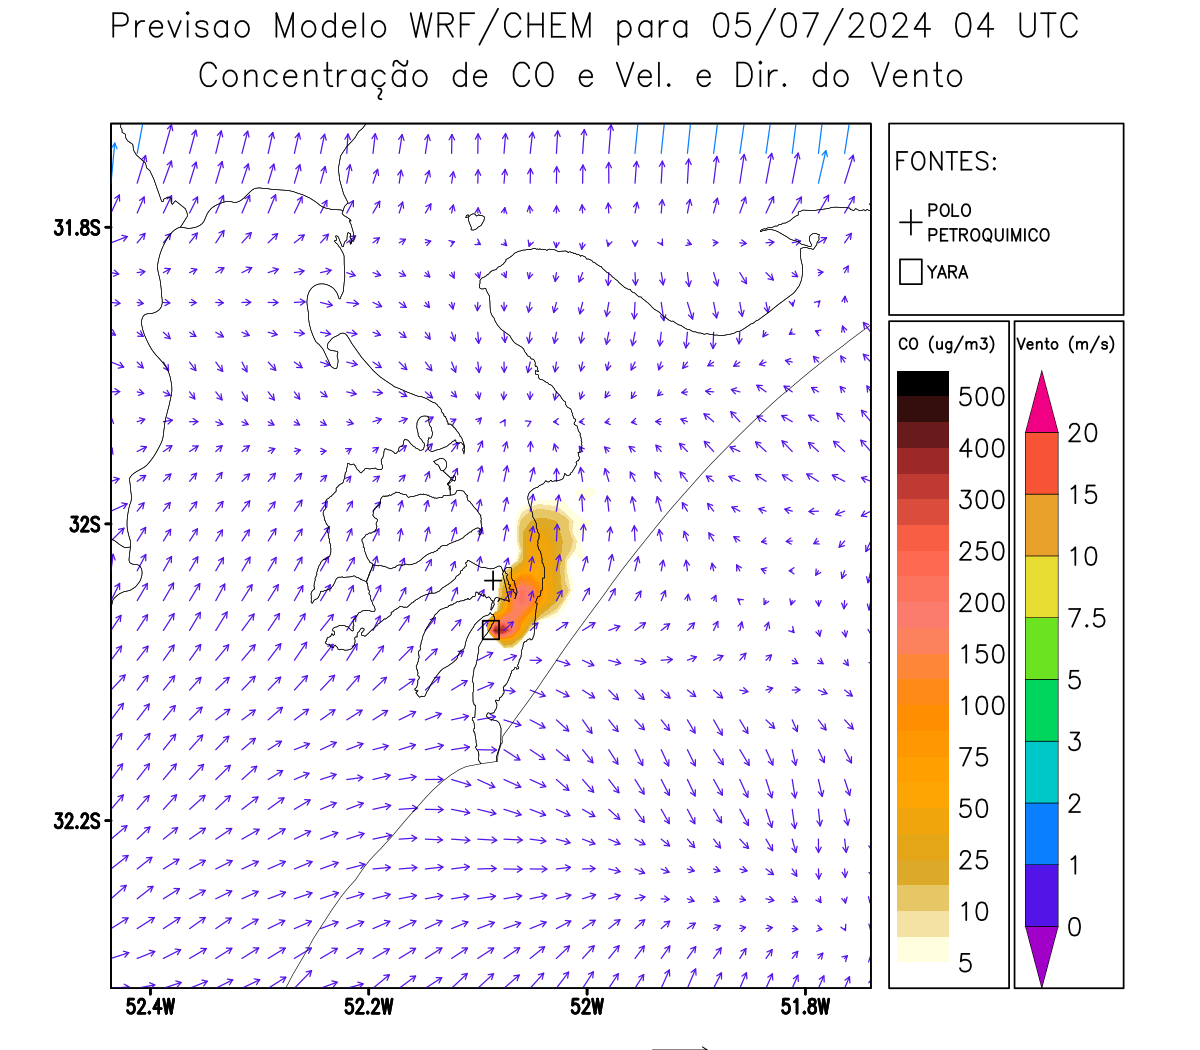 Previsao Modelo WRF/CHEM para 05/07/2024 04 UTC
Concentração de CO e Vel. e Dir. do Vento
FONTES:
POLO
PETROQUIMICO
YARA
CO (ug/m3)
500
400
300
250
200
150
100
75
50
25
10
5
Vento (m/s)
20
15
10
7.5
5
3
2
1
0
31.8S
32S
32.2S
52.4W
52.2W
52W
51.8W